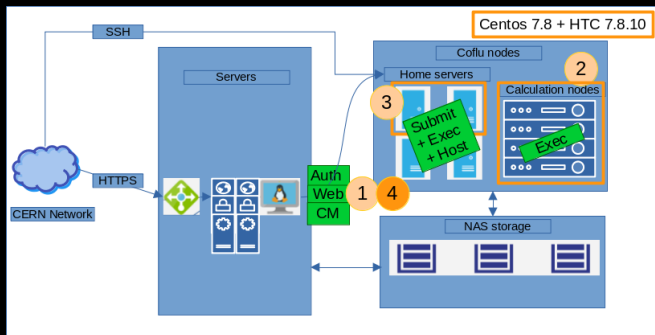 Centos 7.8 + HTC 7.8.10
SSH
Coflu nodes
Servers
Home servers
2
Calculation nodes
3
Submit
+ Exec
+ Host
Exec
HTTPS
Auth
Web
CM
1
4
CERN Network
NAS storage